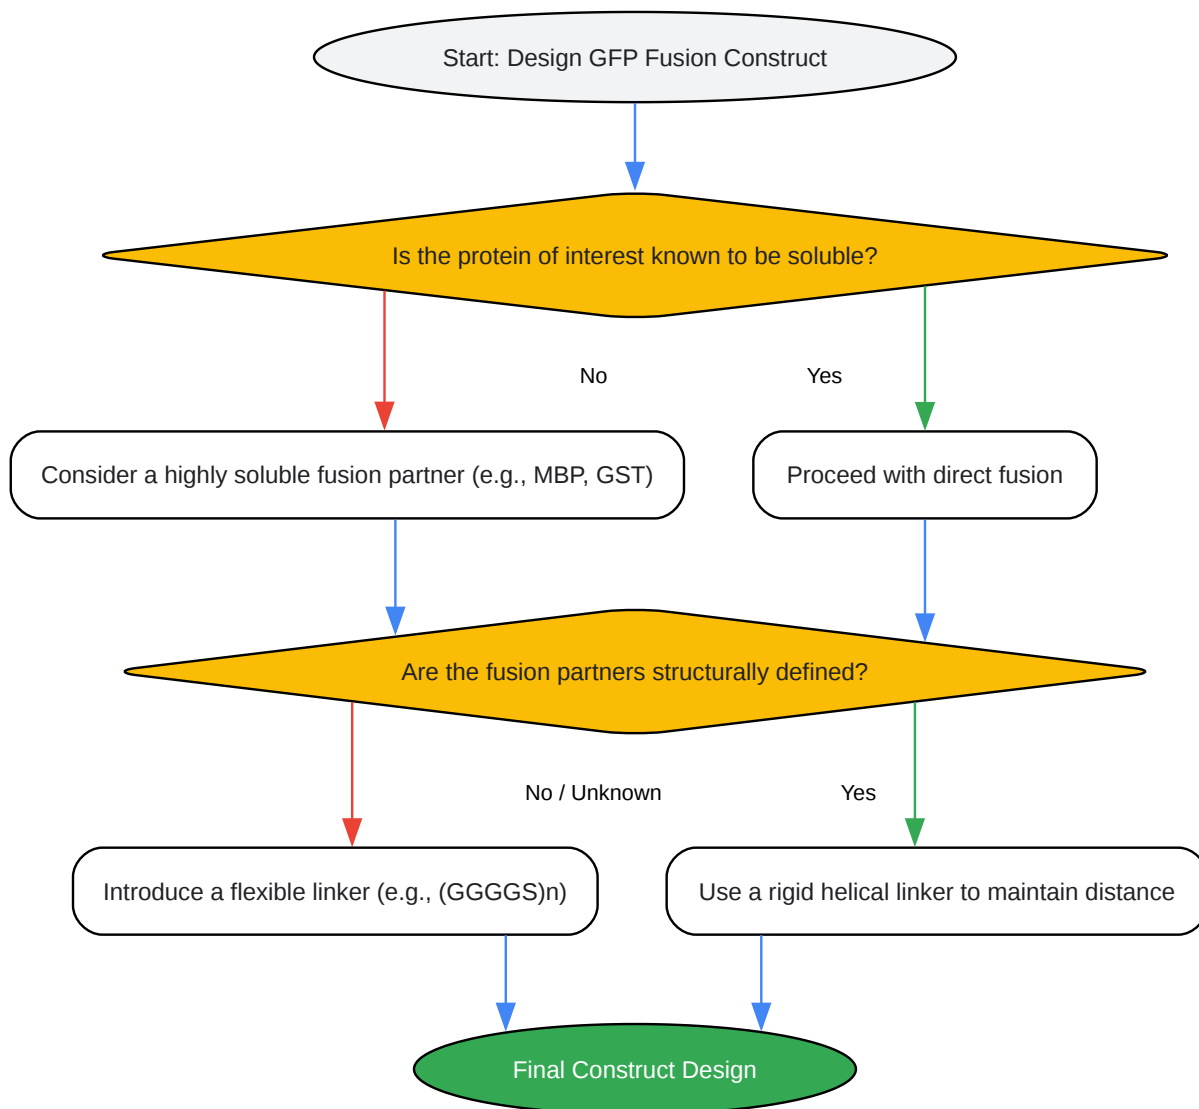 Start: Design GFP Fusion Construct
Is the protein of interest known to be soluble?
No
Yes
Consider a highly soluble fusion partner (e.g., MBP, GST)
Proceed with direct fusion
Are the fusion partners structurally defined?
No / Unknown
Yes
Introduce a flexible linker (e.g., (GGGGS)n)
Use a rigid helical linker to maintain distance
Final Construct Design